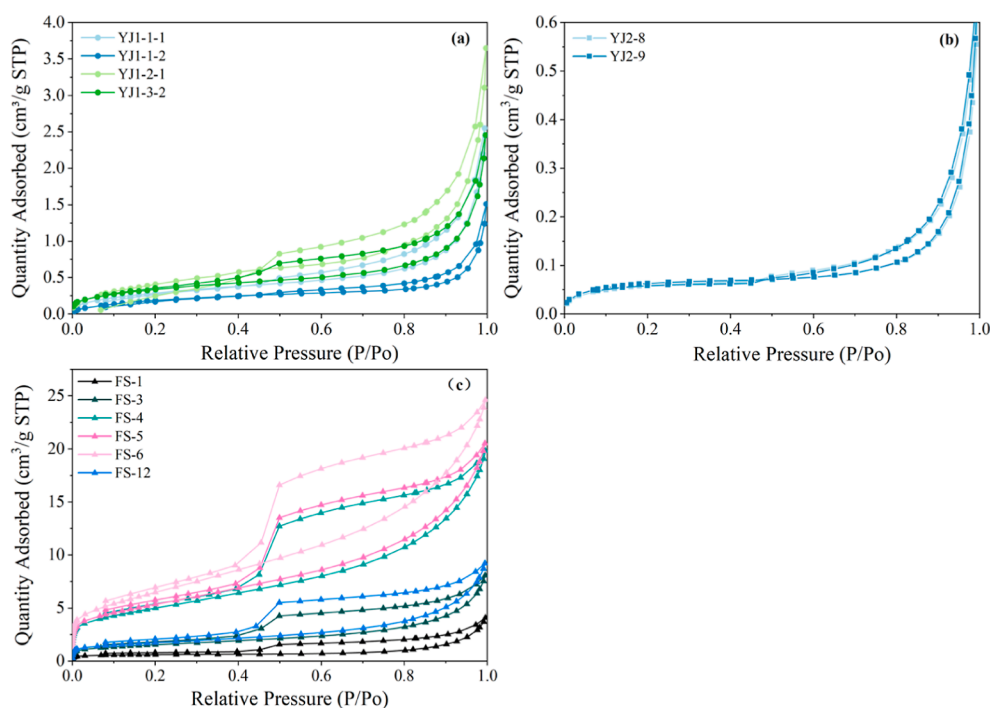 (a)
YJ1-1-1
YJ1-1-2
YJ1-2-1
YJ1-3-2
Quantity Adsorbed (cm³/g STP)
4.0
3.5
3.0
2.5
2.0
1.5
1.0
0.5
0.0
0.0 0.2 0.4 0.6 0.8 1.0
Relative Pressure (P/Po)
(b)
YJ2-8
YJ2-9
Quantity Adsorbed (cm³/g STP)
0.6
0.5
0.4
0.3
0.2
0.1
0.0
0.0 0.2 0.4 0.6 0.8 1.0
Relative Pressure (P/Po)
(c)
FS-1
FS-3
FS-4
FS-5
FS-6
FS-12
Quantity Adsorbed (cm³/g STP)
25
20
15
10
5
0
0.0 0.2 0.4 0.6 0.8 1.0
Relative Pressure (P/Po)